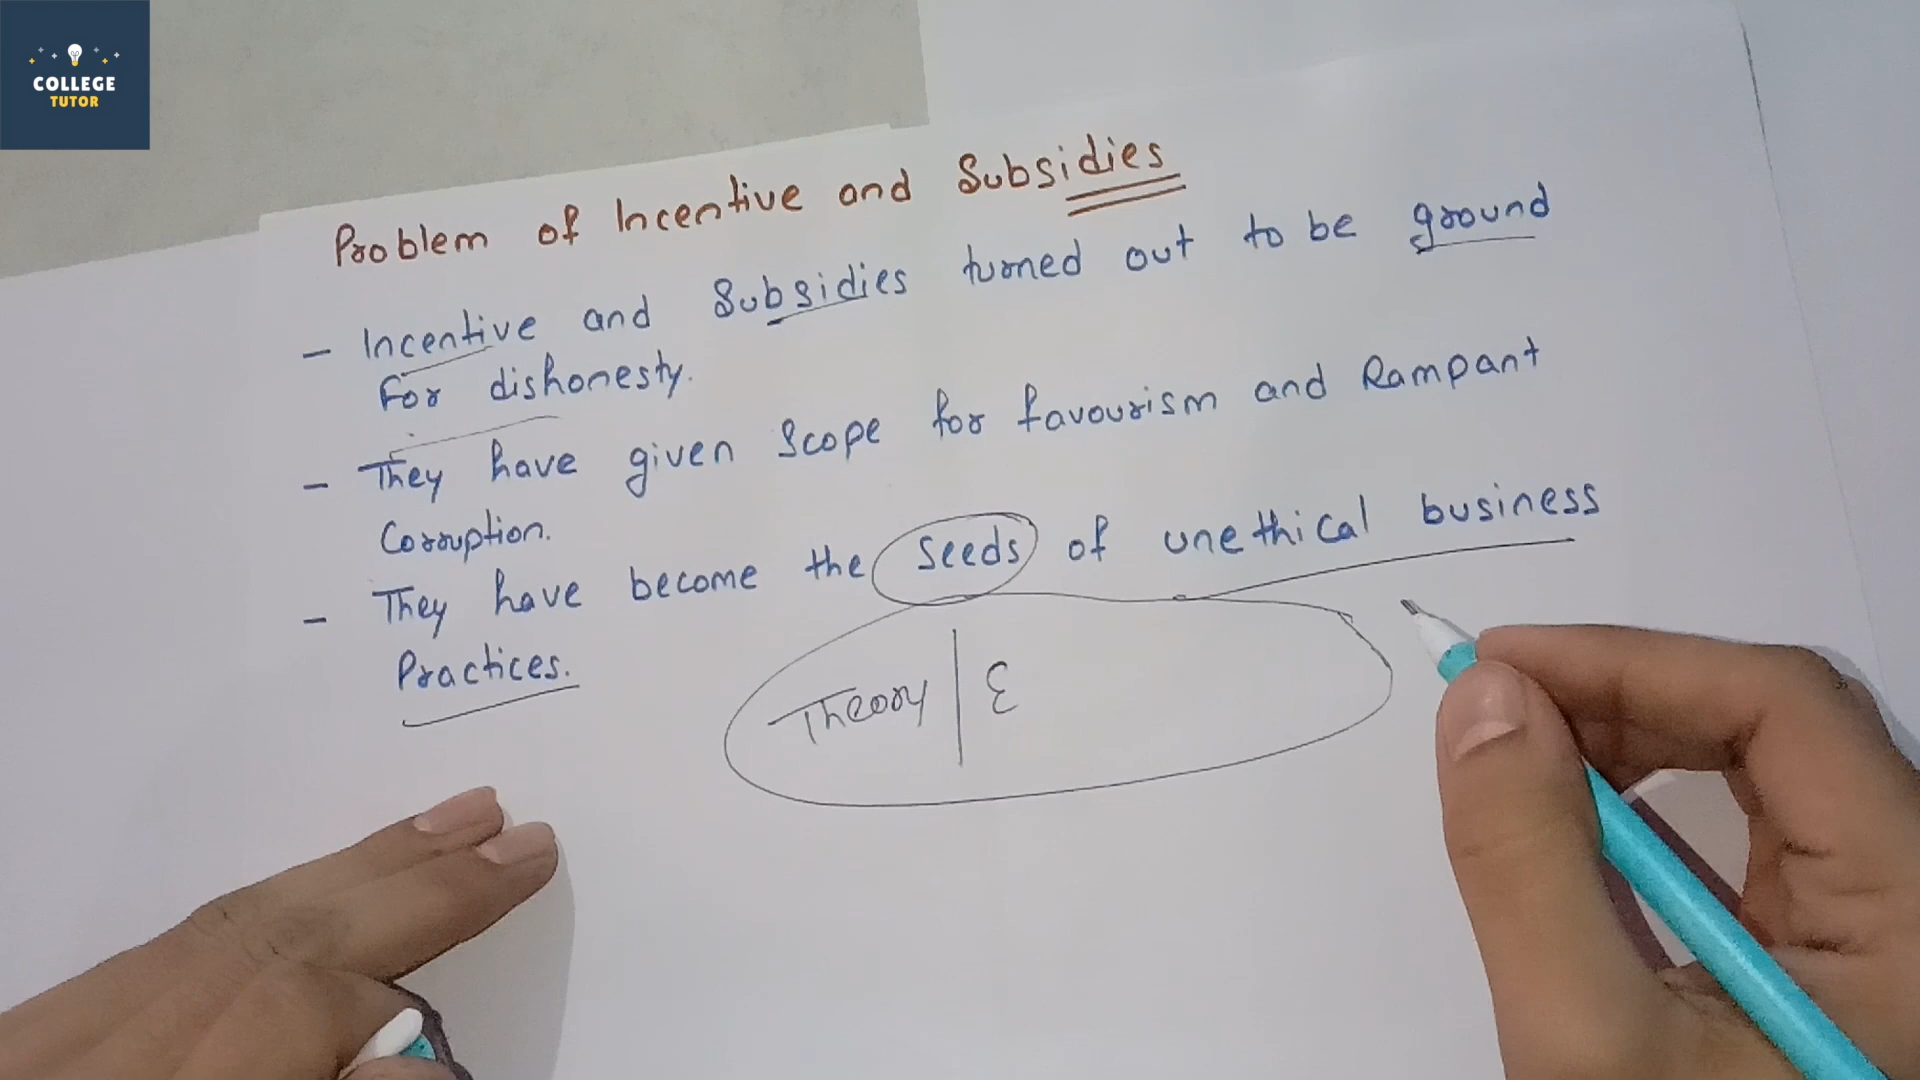 COLLEGE
TUTOR
Problem of Incentive and Subsidies
- Incentive and Subsidies turned out to be ground
for dishonesty.
- They have given Scope for favourism and Rampant
Corruption.
- They have become the Seeds of unethical business
Practices.
Theory | ε